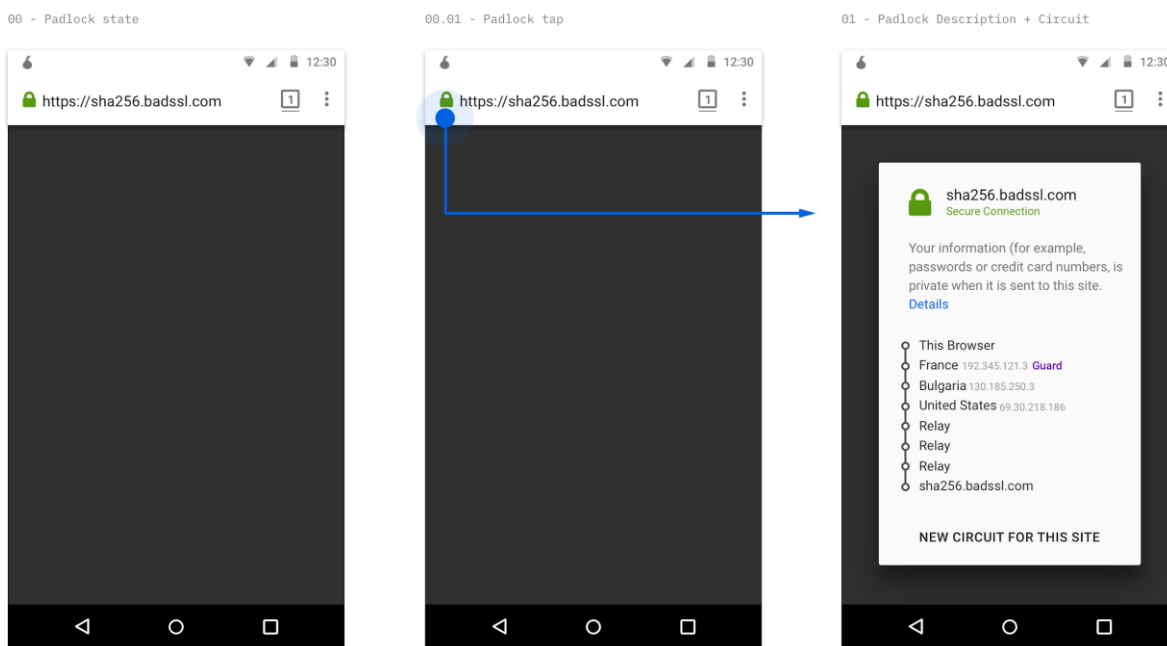 00 - Padlock state
00.01 - Padlock tap
01 - Padlock Description + Circuit
12:30
https://sha256.badssl.com
1
12:30
https://sha256.badssl.com
1
12:30
https://sha256.badssl.com
1
sha256.badssl.com
Secure Connection
Your information (for example,
passwords or credit card numbers, is
private when it is sent to this site.
Details
This Browser
France 192.345.121.3 Guard
Bulgaria 130.185.250.3
United States 69.30.218.186
Relay
Relay
Relay
sha256.badssl.com
NEW CIRCUIT FOR THIS SITE